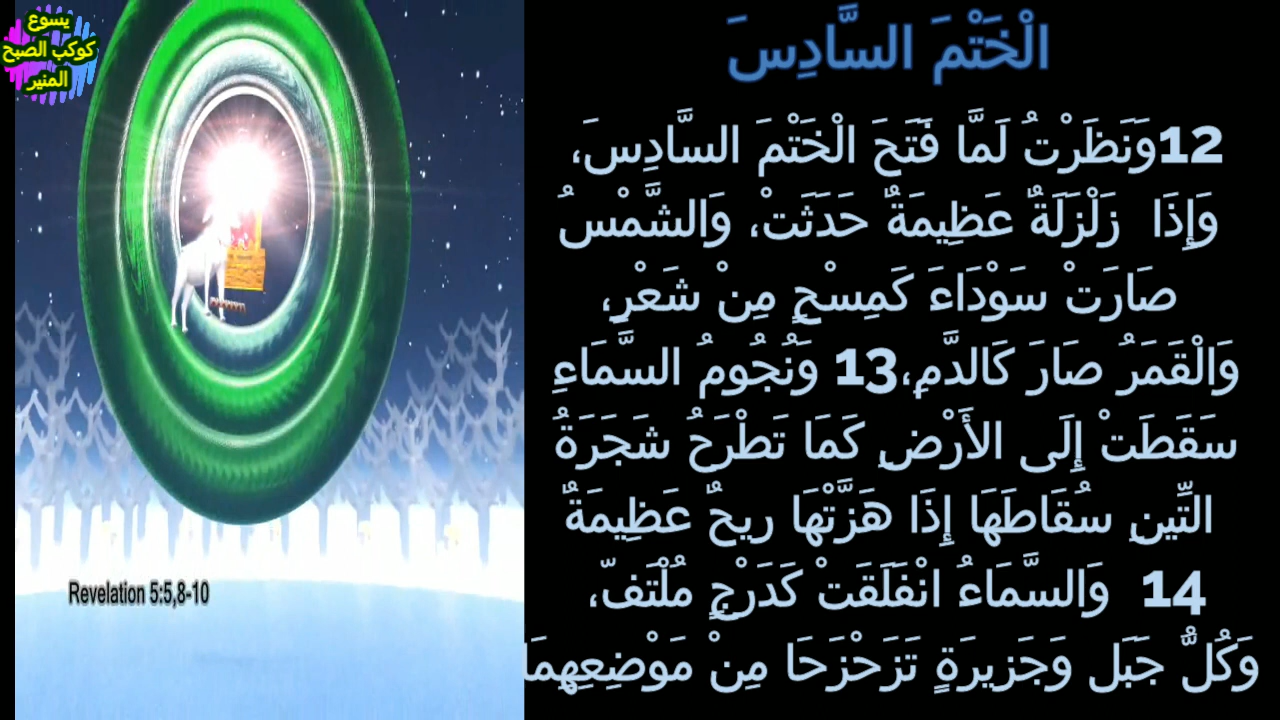 يسوع
كوكب الصبح
المنير
الْخَتْمَ السَّادِسَ
12وَنَظَرْتُ لَمَّا فَتَحَ الْخَتْمَ السَّادِسَ،
وَإِذَا زَلْزَلَةٌ عَظِيمَةٌ حَدَثَتْ، وَالشَّمْسُ
صَارَتْ سَوْدَاءَ كَمِسْحٍ مِنْ شَعْرٍ،
وَالْقَمَرُ صَارَ كَالدَّمِ،13 وَنُجُومُ السَّمَاءِ
سَقَطَتْ إِلَى الأَرْضِ كَمَا تَطْرَحُ شَجَرَةُ
التِّينِ سُقَاطَهَا إِذَا هَزَّتْهَا رِيحٌ عَظِيمَةٌ
14 وَالسَّمَاءُ انْفَلَقَتْ كَدَرْجٍ مُلْتَفّ،
وَكُلُّ جَبَل وَجَزِيرَةٍ تَزَحْزَحَا مِنْ مَوْضِعِهِمَا
Revelation 5:5,8-10